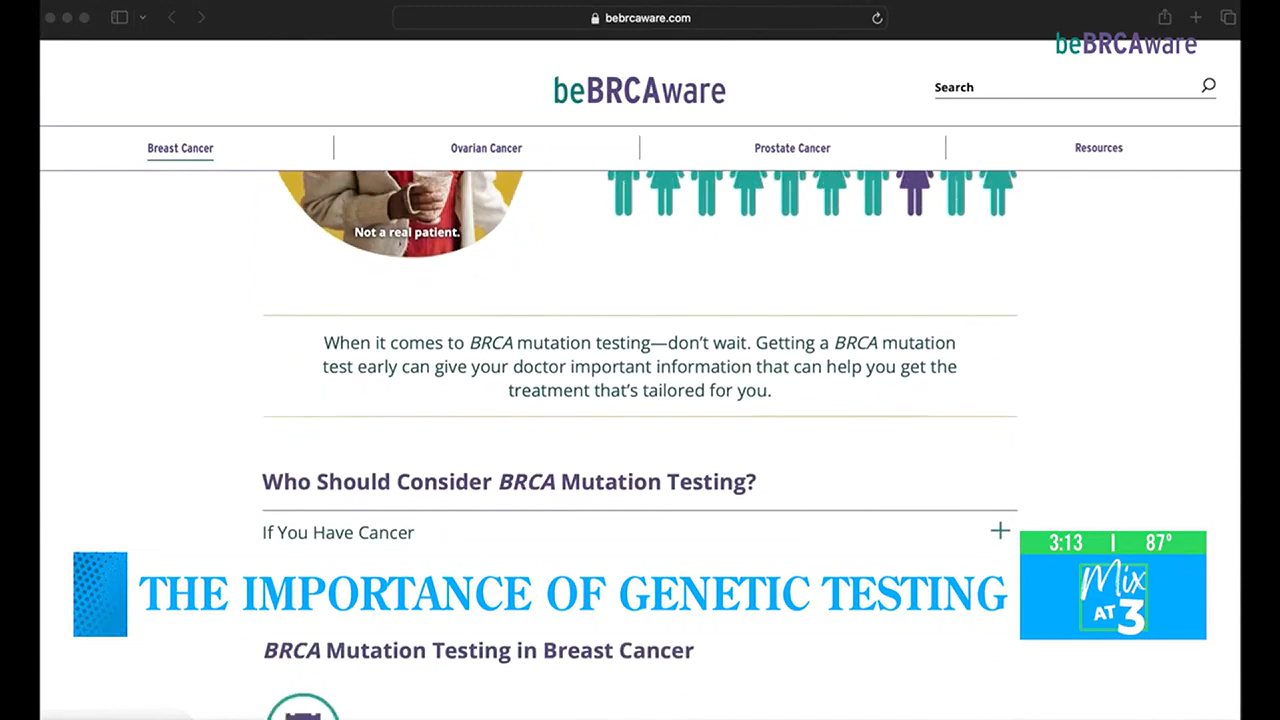 bebrcaware.com
beBRCAware
beBRCAware
Search
Breast Cancer
Ovarian Cancer
Prostate Cancer
Resources
Not a real patient.
When it comes to BRCA mutation testing—don't wait. Getting a BRCA mutation
test early can give your doctor important information that can help you get the
treatment that's tailored for you.
Who Should Consider BRCA Mutation Testing?
If You Have Cancer
3:13 | 87°
THE IMPORTANCE OF GENETIC TESTING
Mix
AT 3
BRCA Mutation Testing in Breast Cancer